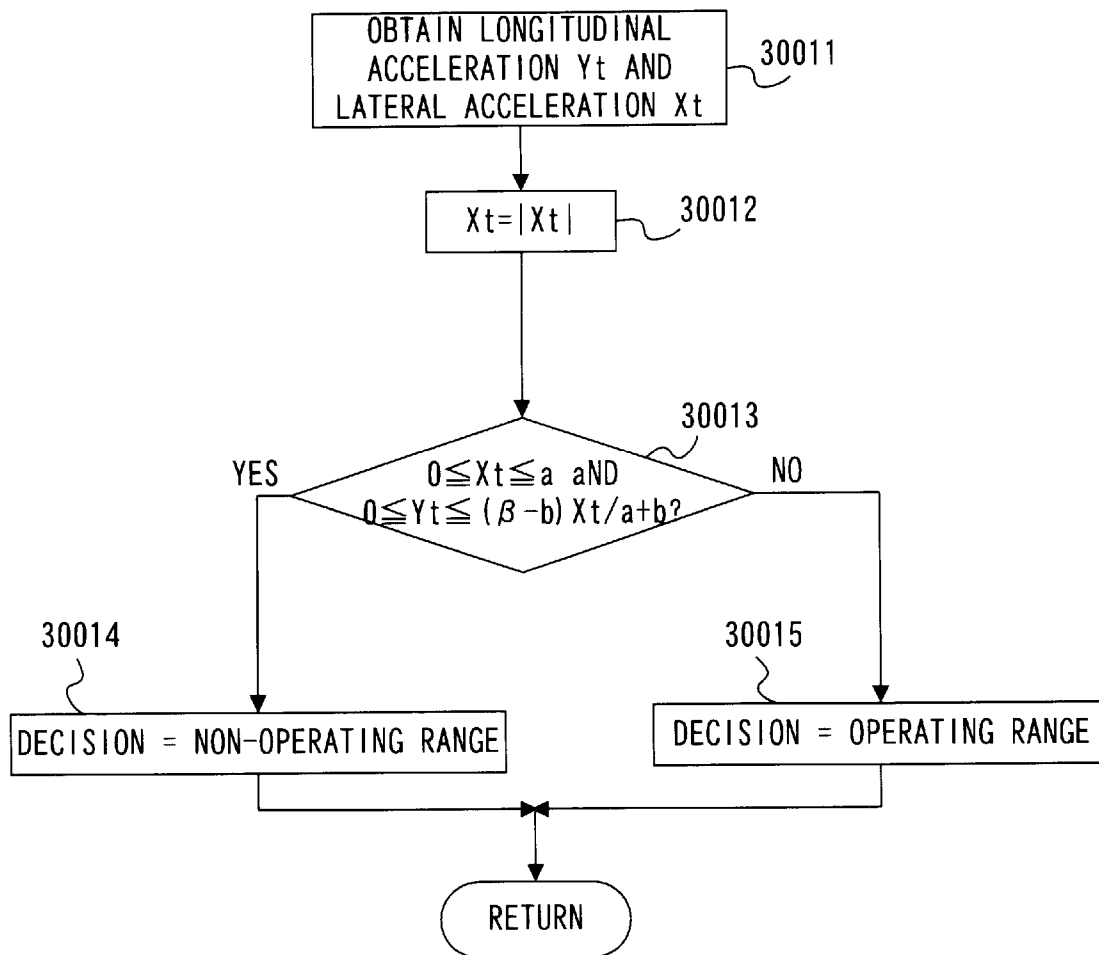 OBTAIN LONGITUDINAL
ACCELERATION Yt AND
LATERAL ACCELERATION Xt
30011
Xt=|Xt|
30012
30013
YES
NO
0≦Xt≦a aND
0≦Yt≦(β-b)Xt/a+b?
30014
30015
DECISION = NON-OPERATING RANGE
DECISION = OPERATING RANGE
RETURN